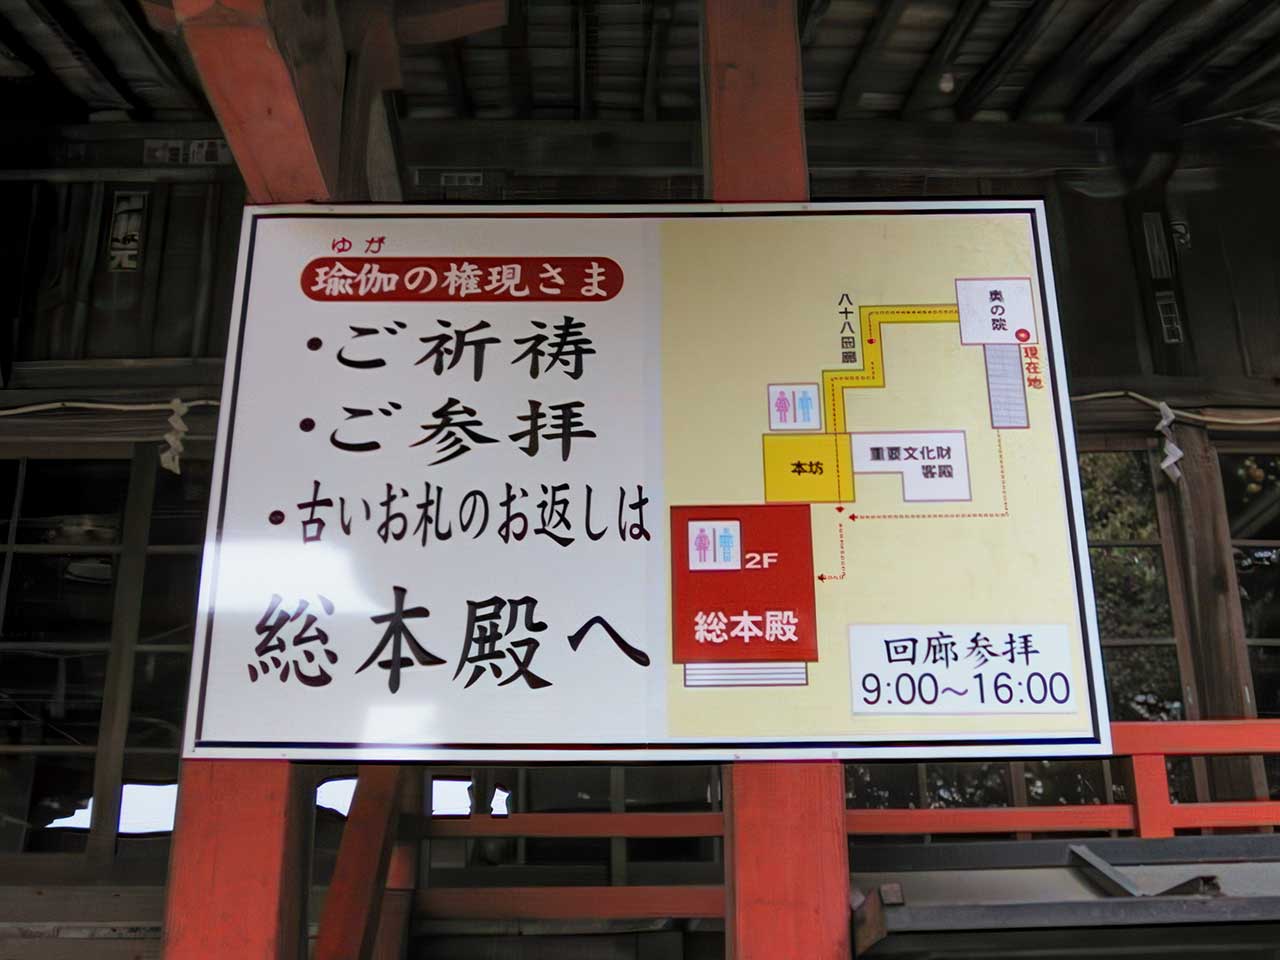 ゆが
瑜伽の権現さま
・ご祈祷
・ご参拝
・古いお札のお返しは
総本殿へ
奥の院
現在地
八十八回廊
重要文化財
客殿
本坊
2F
総本殿
回廊参拝
9:00～16:00